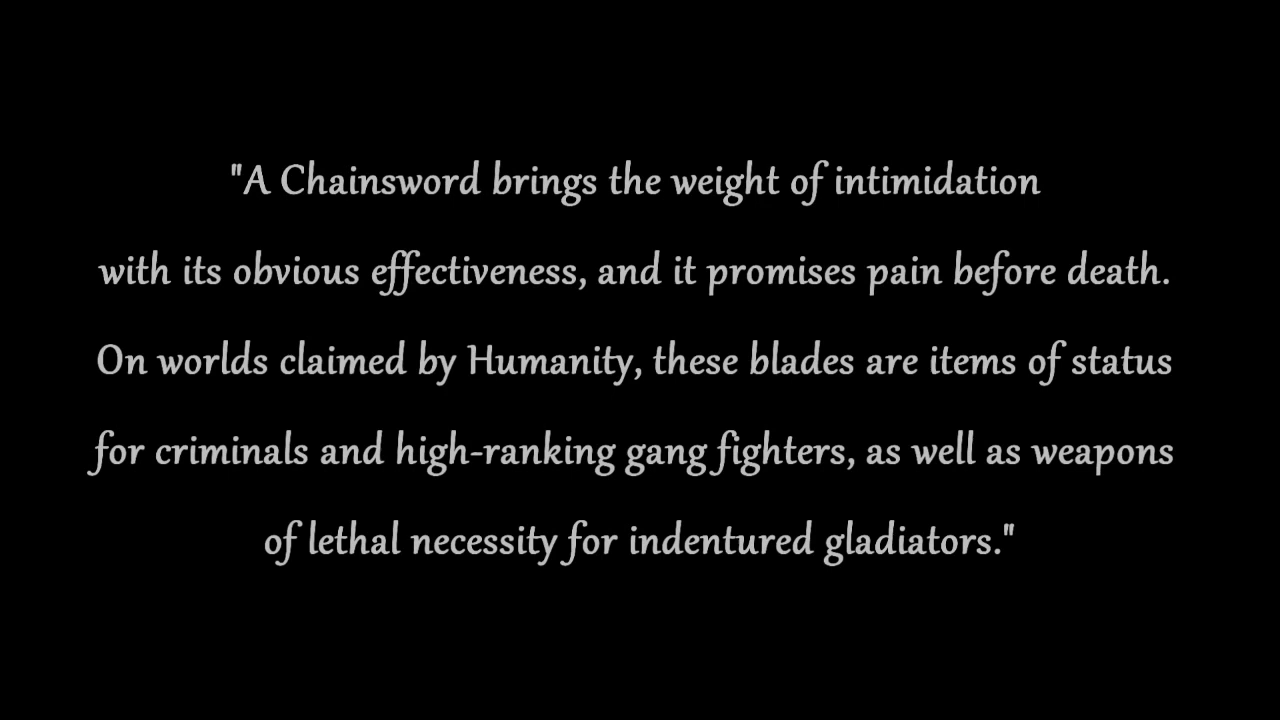 "A Chainsword brings the weight of intimidation
with its obvious effectiveness, and it promises pain before death.
On worlds claimed by Humanity, these blades are items of status
for criminals and high-ranking gang fighters, as well as weapons
of lethal necessity for indentured gladiators."